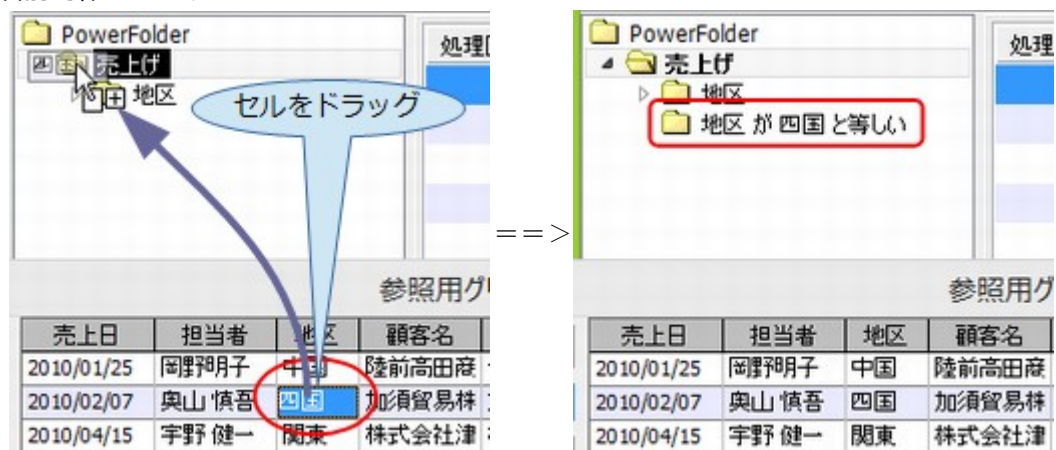 PowerFolder
売上げ
地区
セルをドラッグ
参照用グ
売上日 担当者 地区 顧客名
2010/01/25 岡野明子 中国 陸前高田商
2010/02/07 奥山 慎吾 四国 加須貿易株
2010/04/15 宇野 健一 関東 株式会社津
==>
PowerFolder
売上げ
地区
地区 が 四国 と等しい
処理
参照用グ
売上日 担当者 地区 顧客名
2010/01/25 岡野明子 中国 陸前高田商
2010/02/07 奥山 慎吾 四国 加須貿易株
2010/04/15 宇野 健一 関東 株式会社津